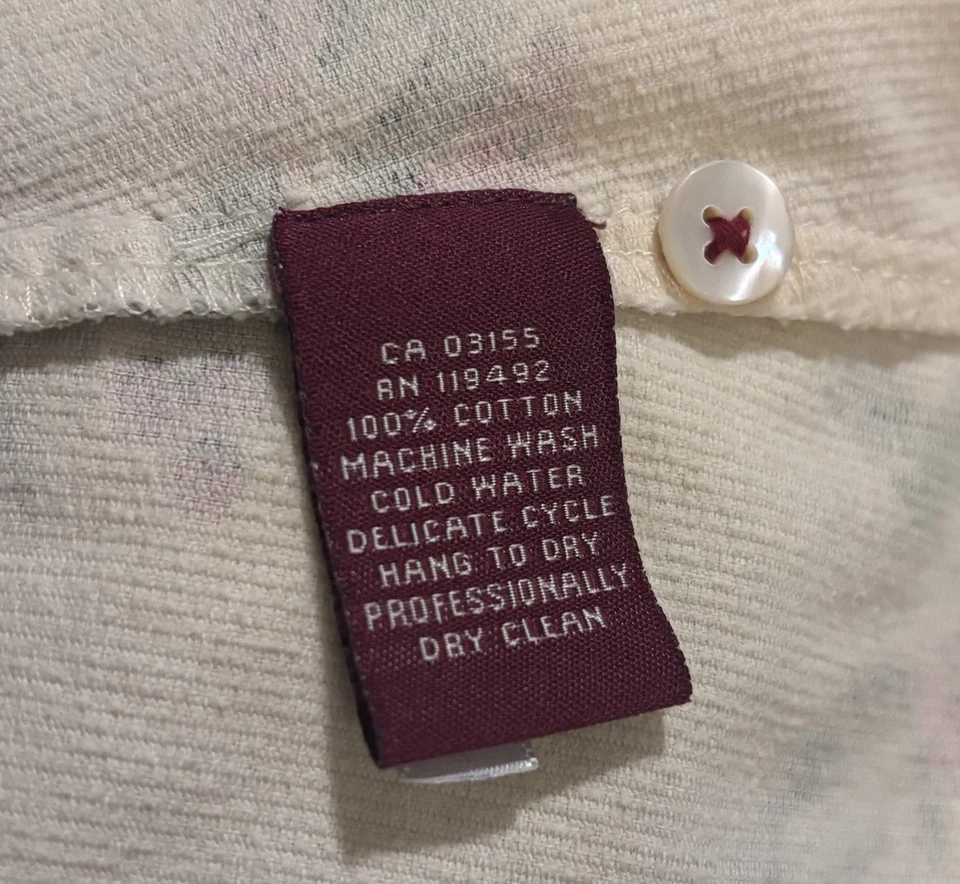 CA 03155
RN 119492
100% COTTON
MACHINE WASH
COLD WATER
DELICATE CYCLE
HANG TO DRY
PROFESSIONALLY
DRY CLEAN